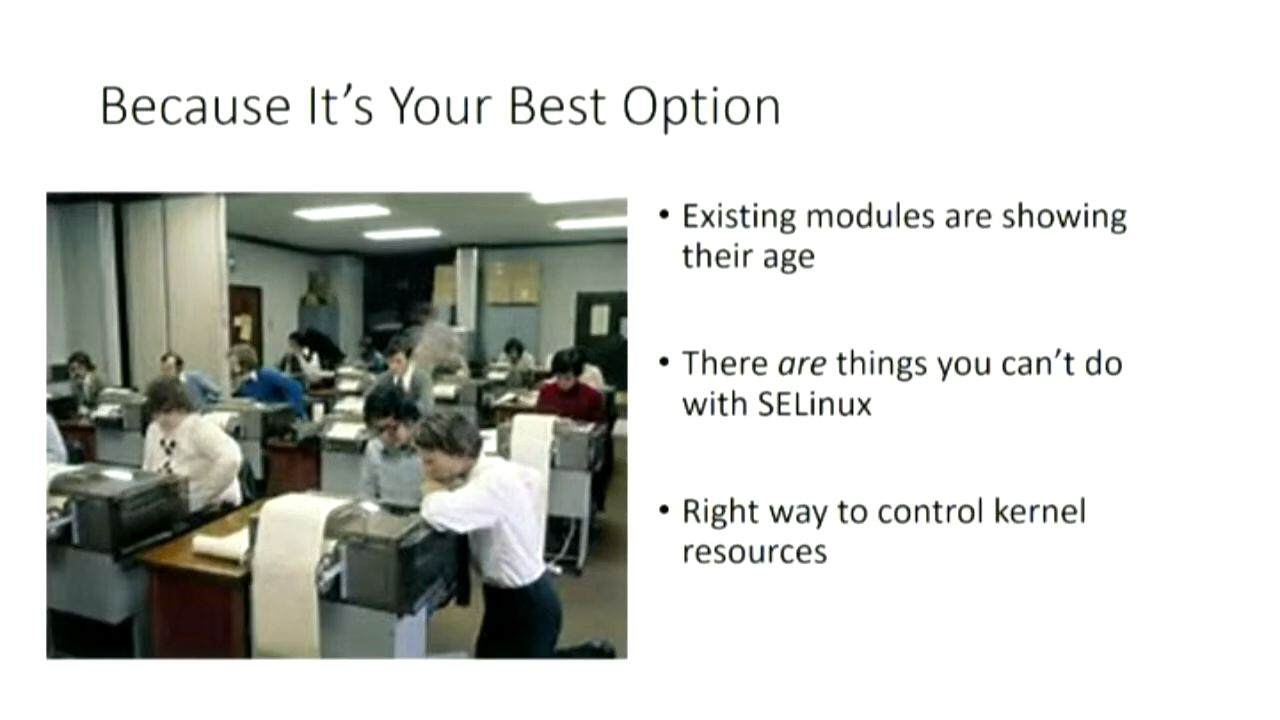 Because It’s Your Best Option
• Existing modules are showing
their age
• There are things you can’t do
with SELinux
• Right way to control kernel
resources